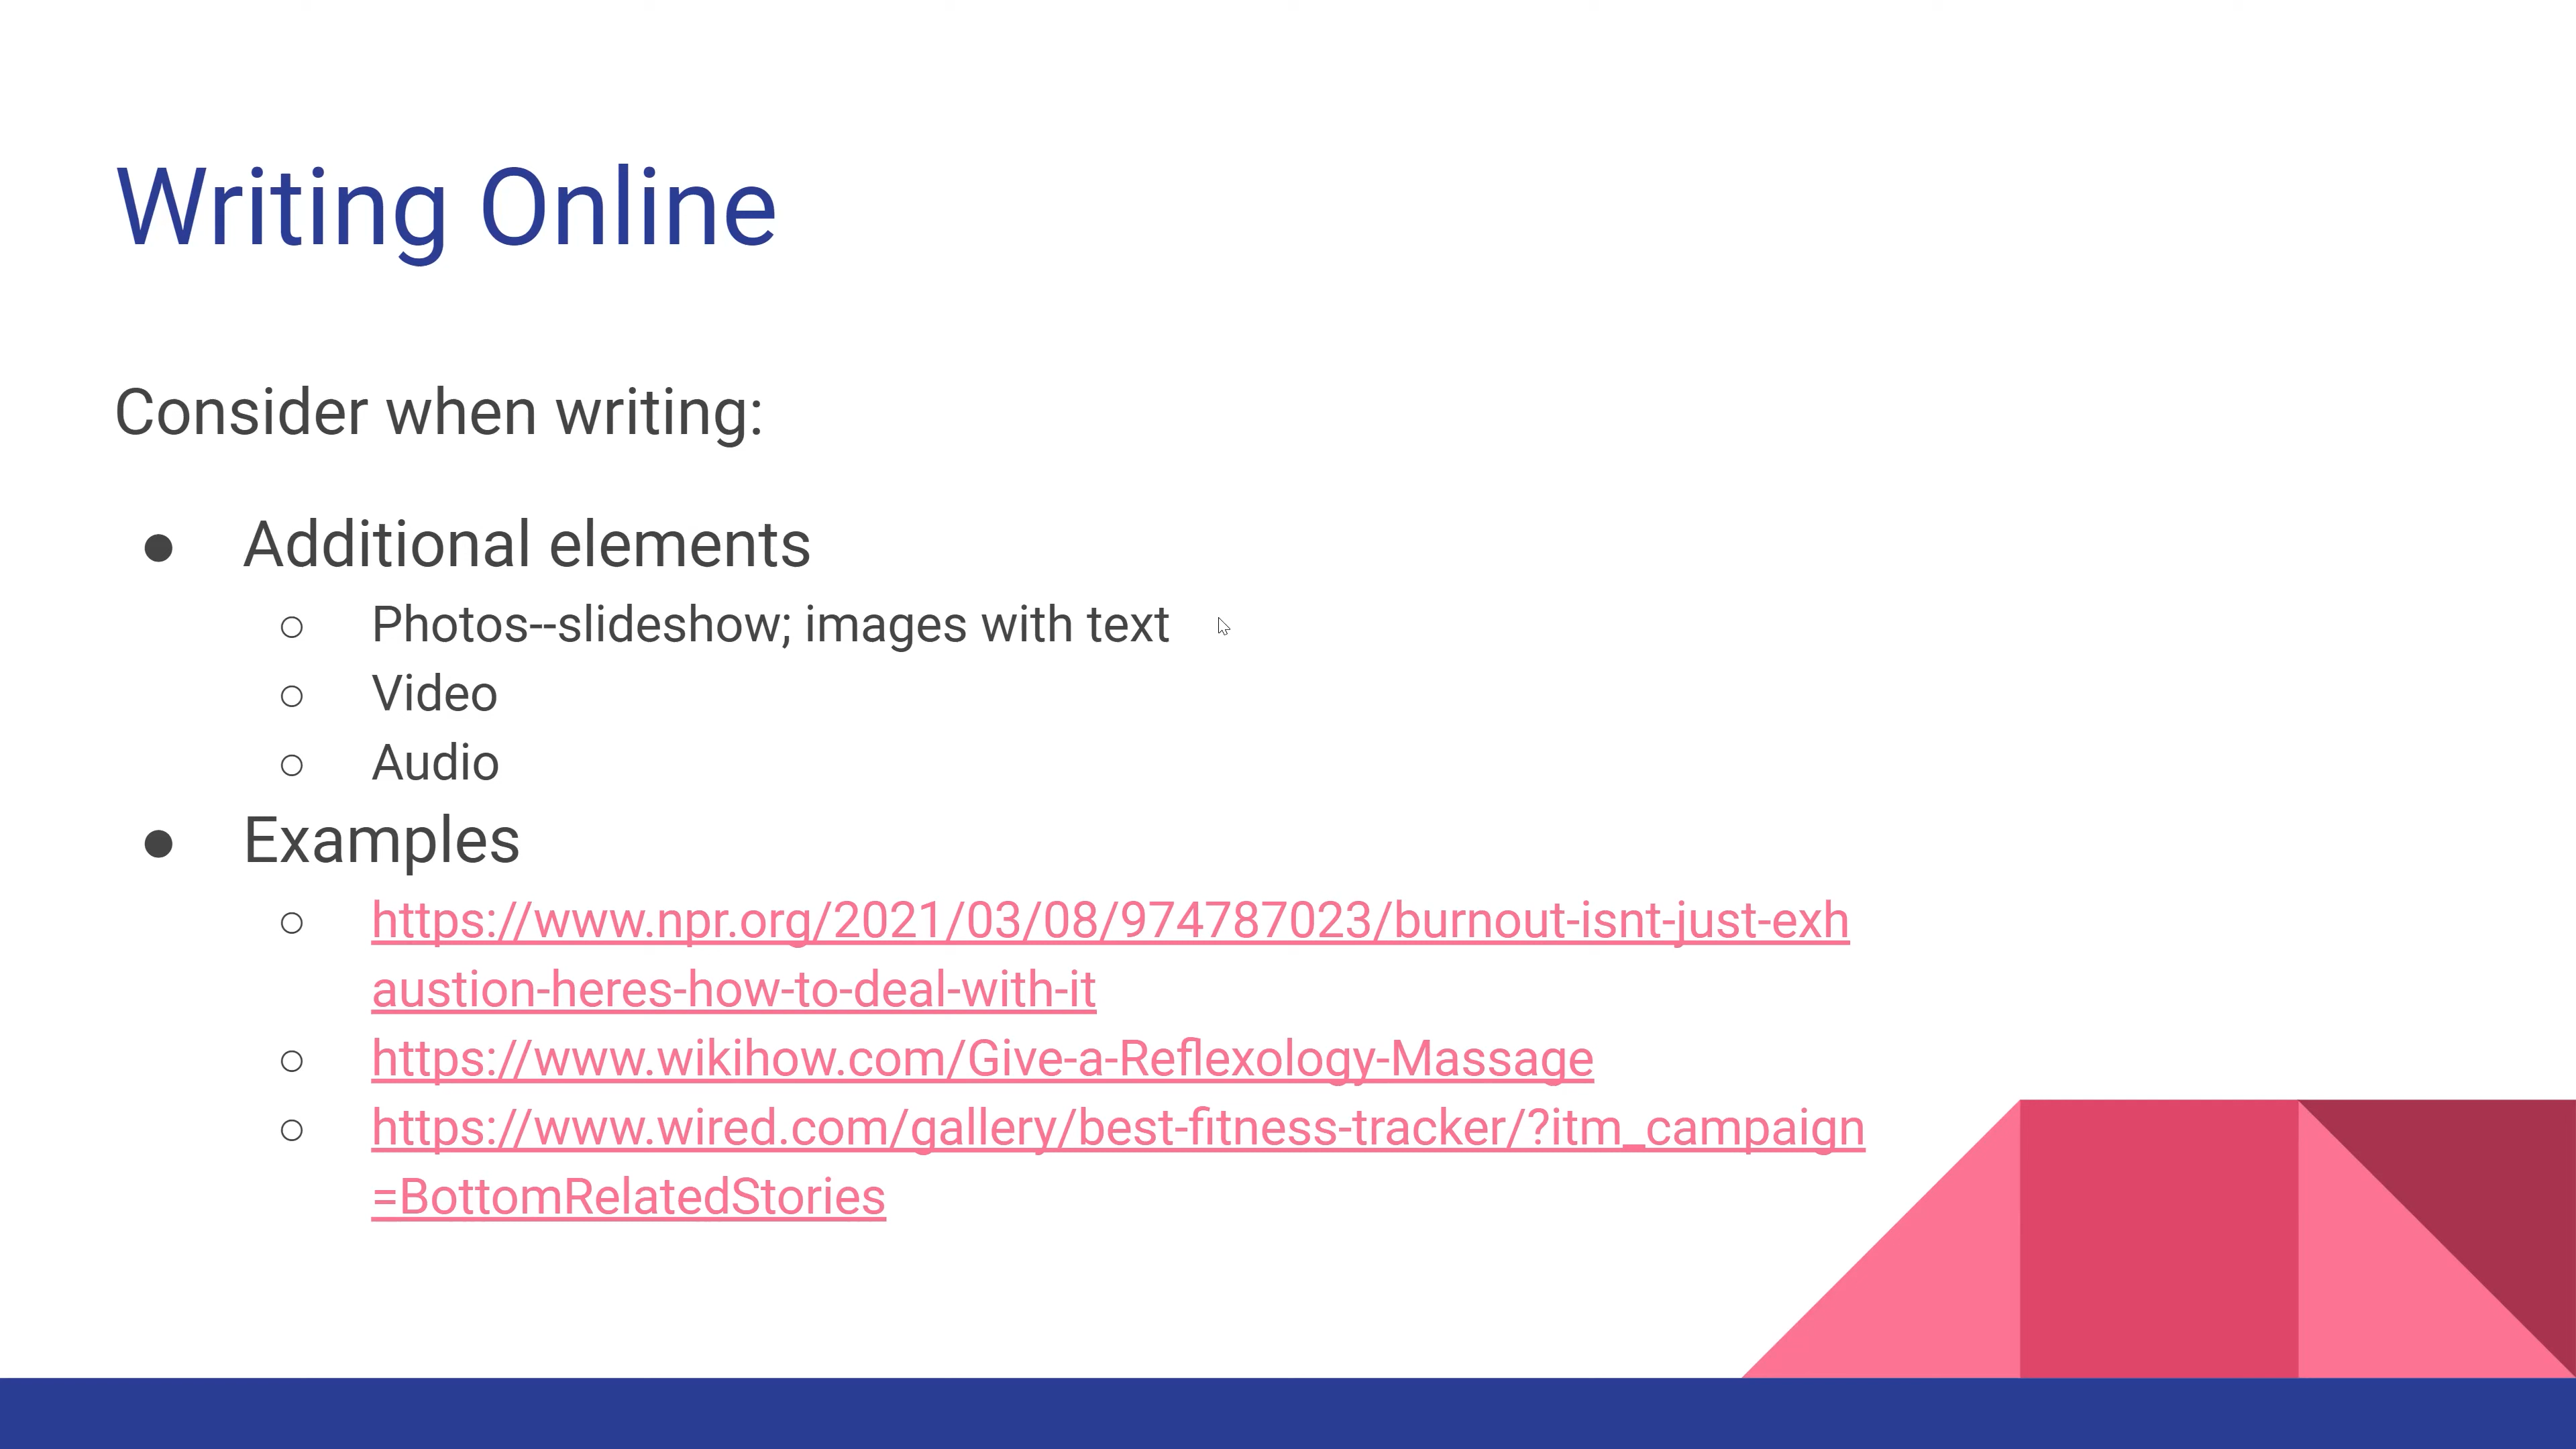 Writing Online
Consider when writing:
● Additional elements
○ Photos--slideshow; images with text
○ Video
○ Audio
● Examples
○ https://www.npr.org/2021/03/08/974787023/burnout-isnt-just-exh
austion-heres-how-to-deal-with-it
○ https://www.wikihow.com/Give-a-Reflexology-Massage
○ https://www.wired.com/gallery/best-fitness-tracker/?itm_campaign
=BottomRelatedStories